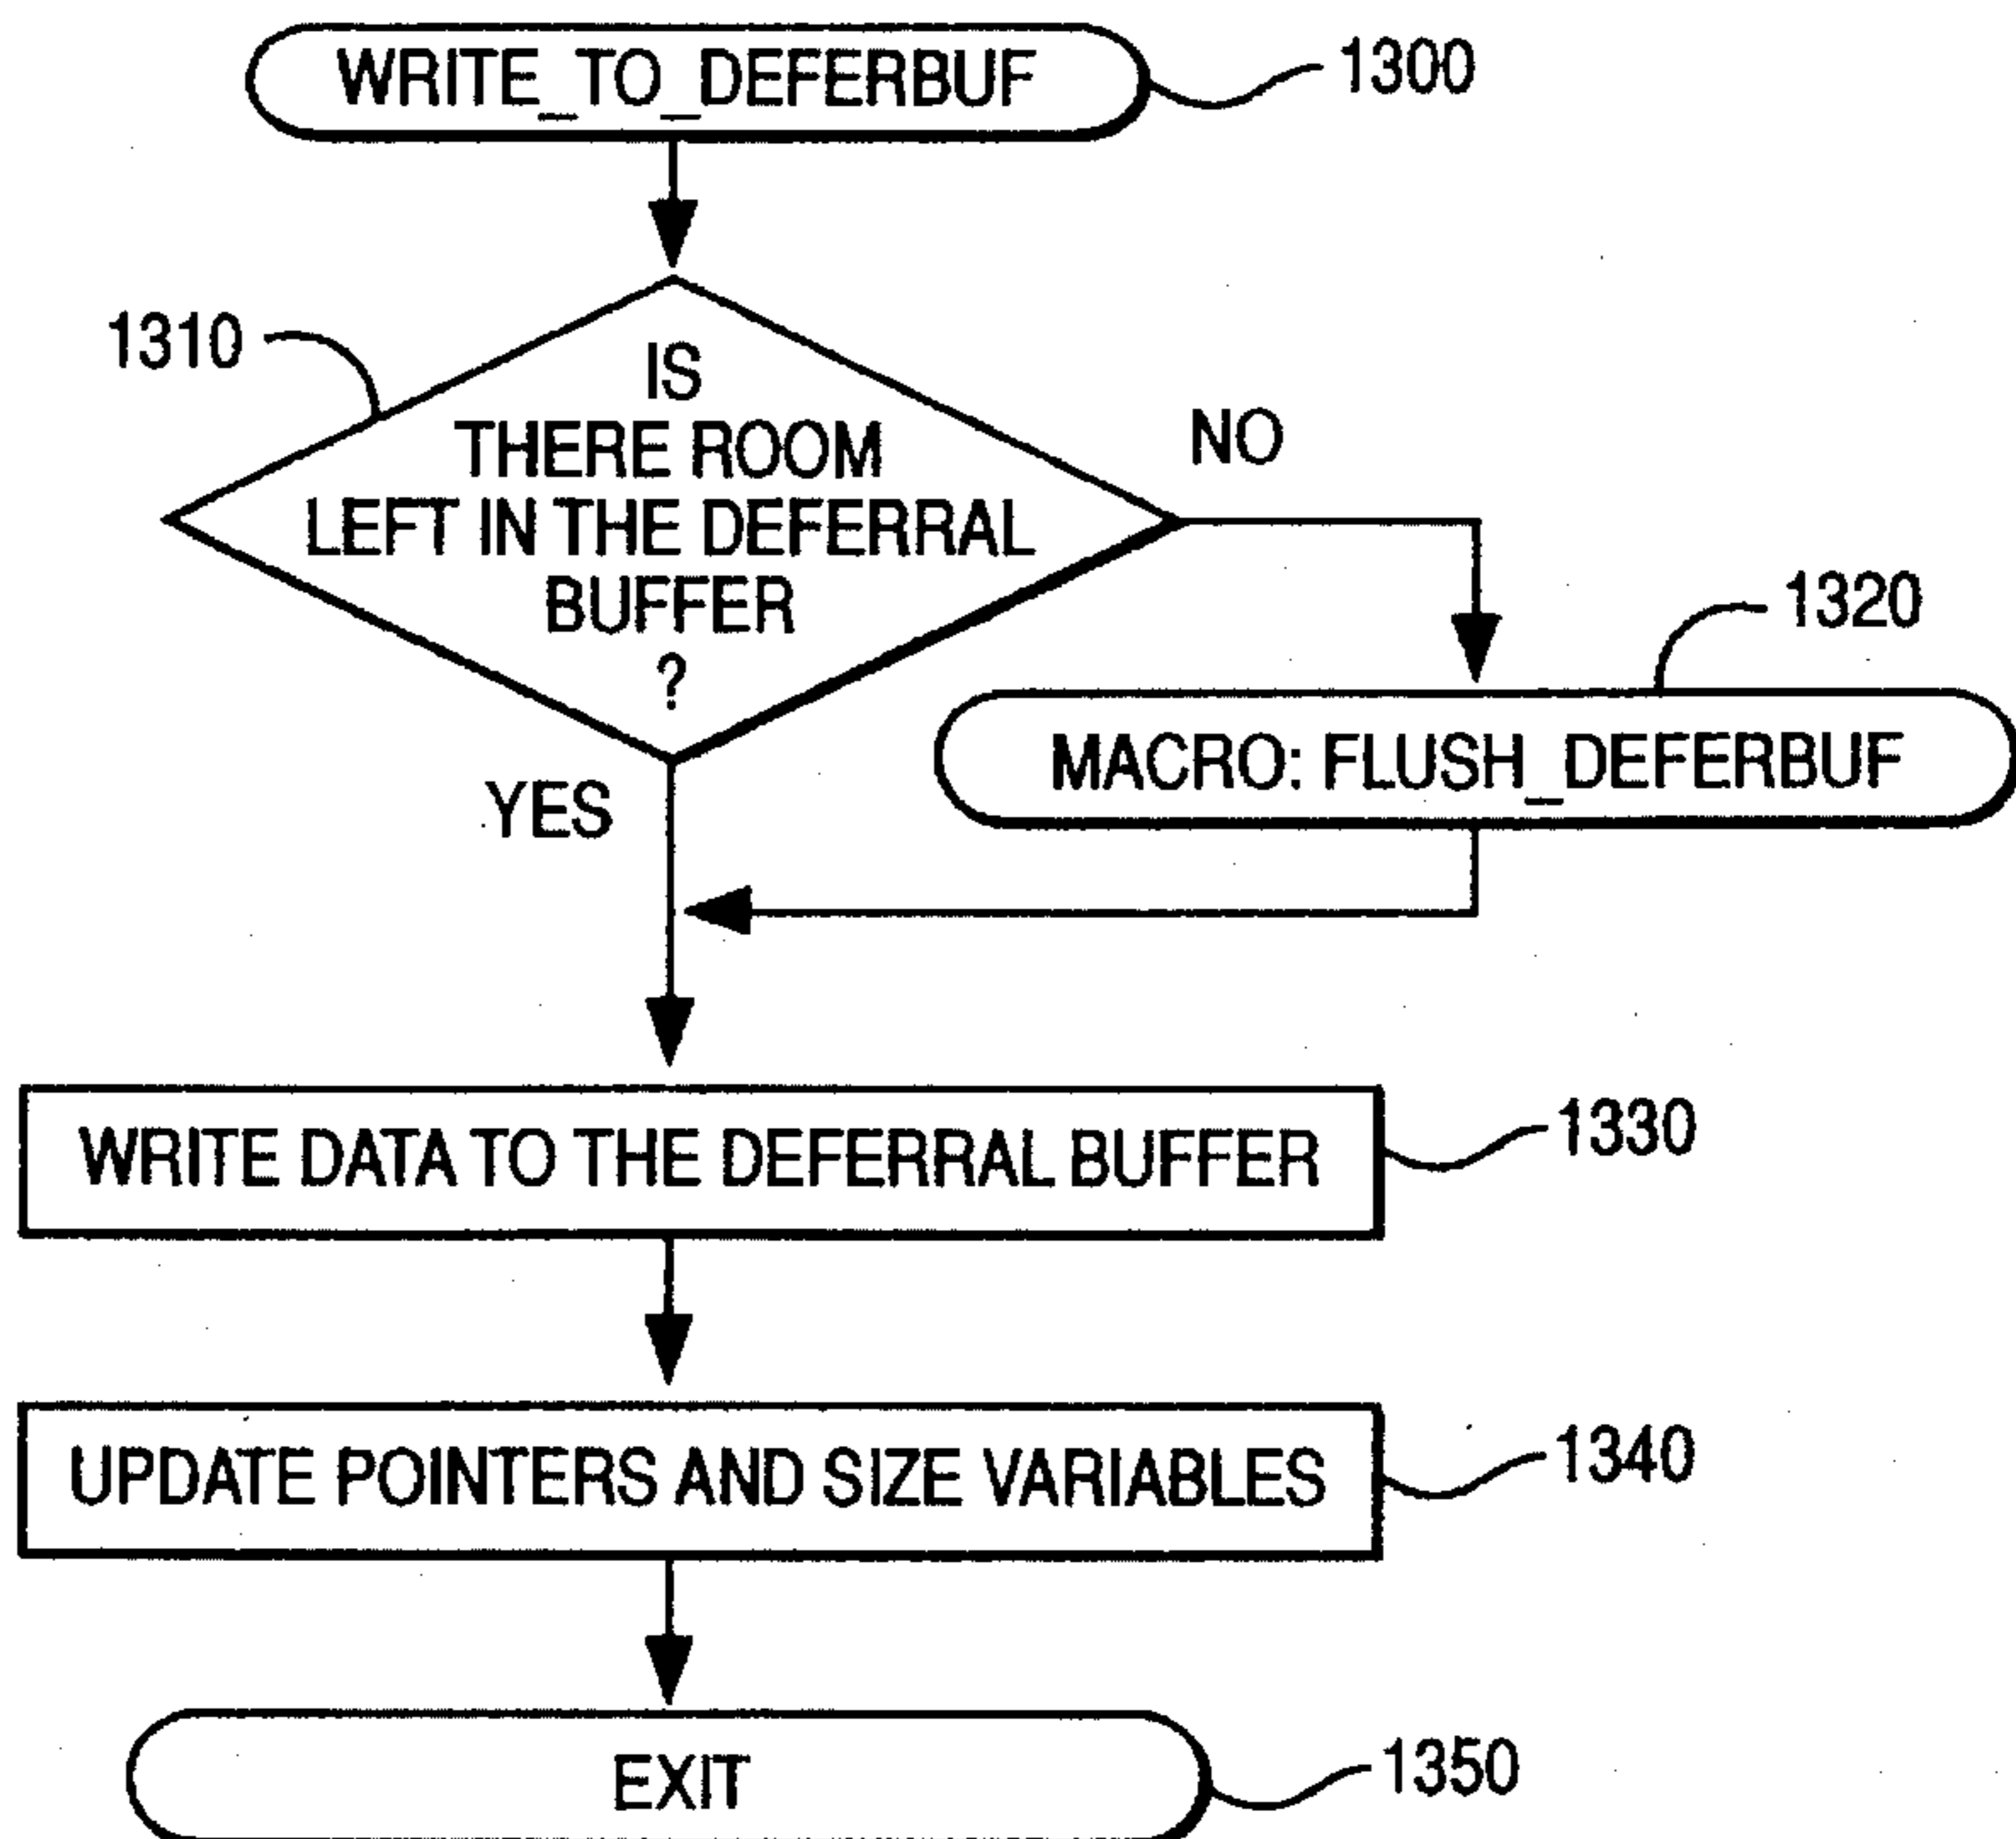 WRITE_TO_DEFERBUF
1300
1310
IS
THERE ROOM
LEFT IN THE DEFERRAL
BUFFER
?
NO
1320
MACRO: FLUSH_DEFERBUF
YES
WRITE DATA TO THE DEFERRAL BUFFER
1330
UPDATE POINTERS AND SIZE VARIABLES
1340
EXIT
1350